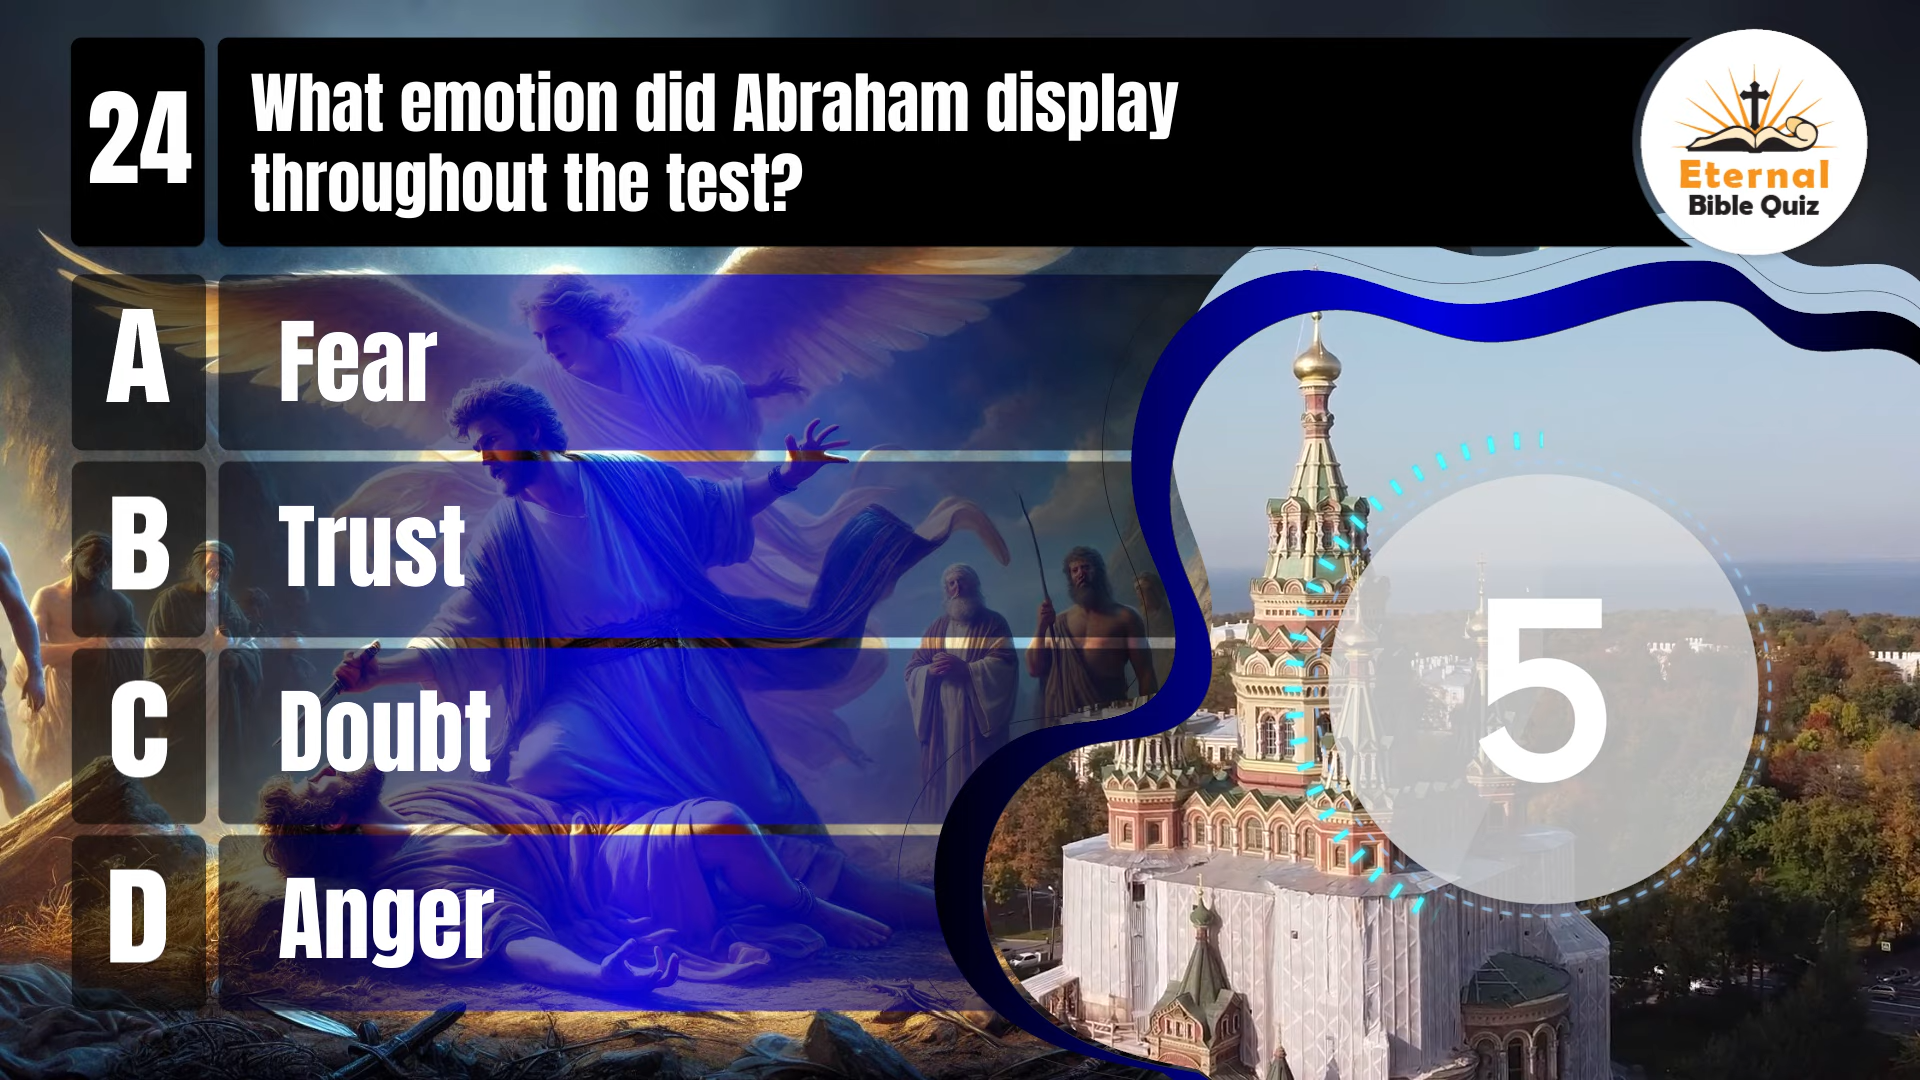 24
What emotion did Abraham display
throughout the test?
Eternal
Bible Quiz
A
Fear
B
Trust
C
Doubt
D
Anger
5